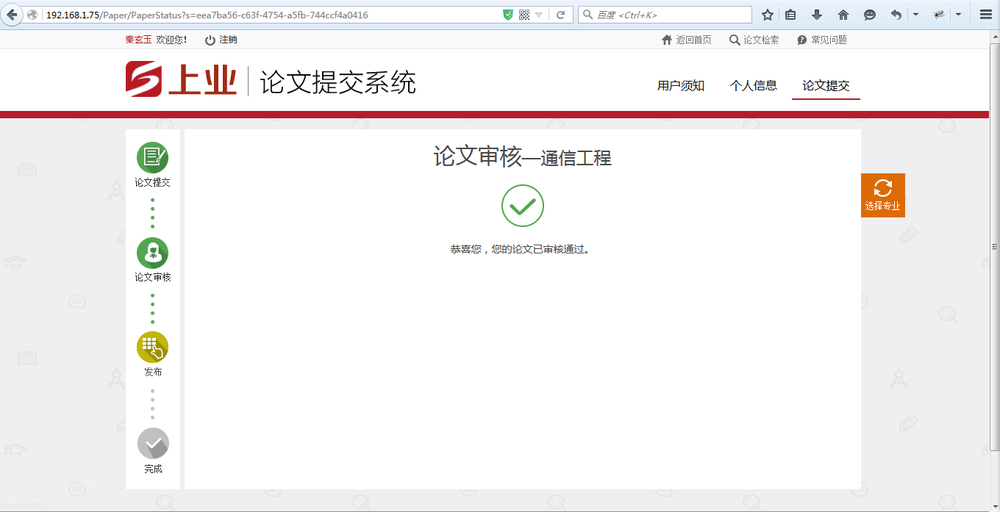 192.168.1.75/Paper/PaperStatus?s=eea7ba56-c63f-4754-a5fb-744ccf4a0416
百度 <Ctrl+K>
秦玄玉 欢迎您! 注销
返回首页 论文检索 常见问题
上业 论文提交系统
用户须知 个人信息 论文提交
论文审核—通信工程
论文提交
选择专业
恭喜您，您的论文已审核通过。
论文审核
发布
完成
javascript://